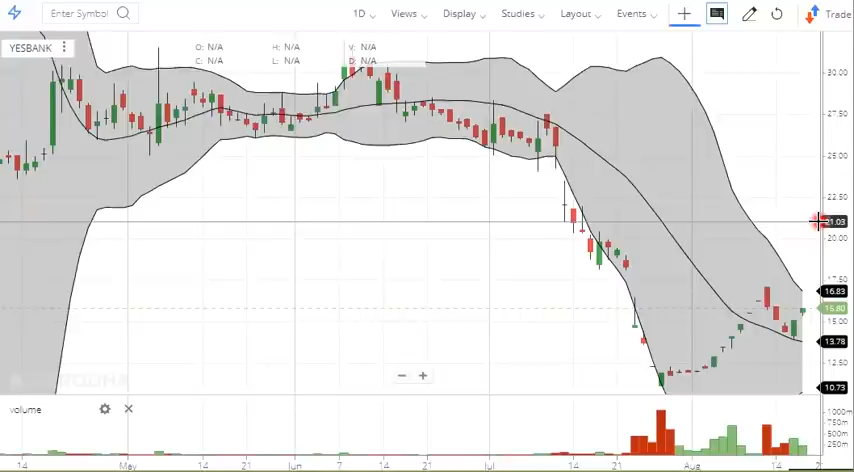 Enter Symbol 1D Views Display Studies Layout Events Trade
YESBANK
O: N/A H: N/A V: N/A
C: N/A L: N/A D: N/A
30.00
27.50
25.00
22.50
21.03
20.00
17.50
16.83
15.80
15.00
13.78
12.50
10.73
volume
1000m
750m
500m
250m
14 21 May 14 21 Jun 7 14 21 Jul 14 21 Aug 14